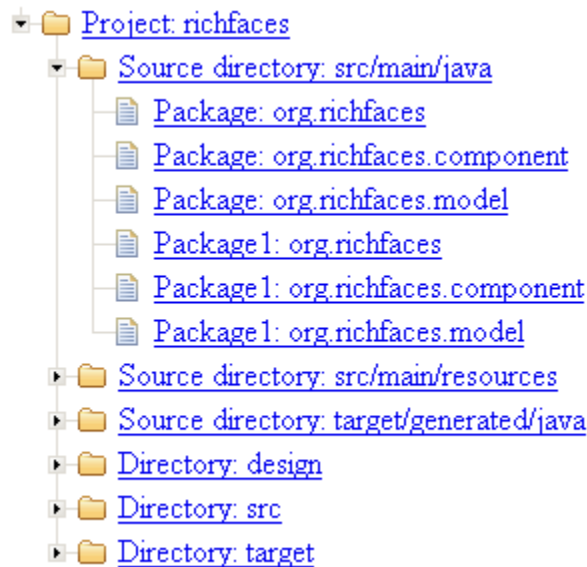 Project: richfaces
Source directory: src/main/java
Package: org.richfaces
Package: org.richfaces.component
Package: org.richfaces.model
Package1: org.richfaces
Package1: org.richfaces.component
Package1: org.richfaces.model
Source directory: src/main/resources
Source directory: target/generated/java
Directory: design
Directory: src
Directory: target